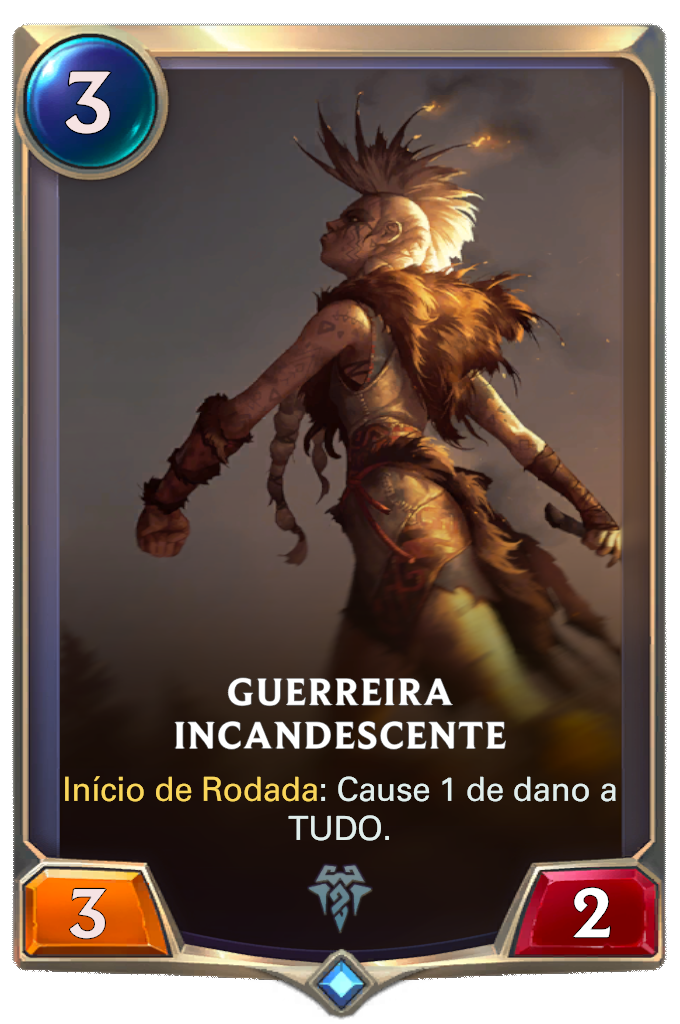 3
GUERREIRA
INCANDESCENTE
Início de Rodada: Cause 1 de dano a
TUDO.
3
2